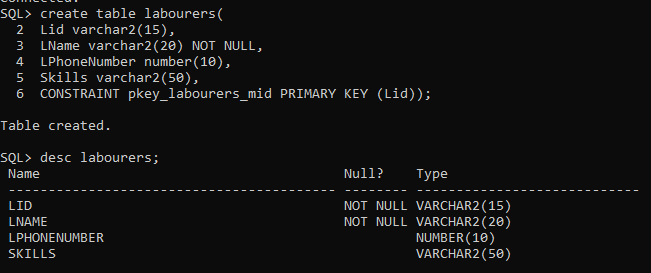 Connected.
SQL> create table labourers(
  2  Lid varchar2(15),
  3  LName varchar2(20) NOT NULL,
  4  LPhoneNumber number(10),
  5  Skills varchar2(50),
  6  CONSTRAINT pkey_labourers_mid PRIMARY KEY (Lid));
Table created.
SQL> desc labourers;
 Name                                      Null?    Type
 ----------------------------------------- -------- ----------------------------
 LID                                       NOT NULL VARCHAR2(15)
 LNAME                                     NOT NULL VARCHAR2(20)
 LPHONENUMBER                                       NUMBER(10)
 SKILLS                                             VARCHAR2(50)